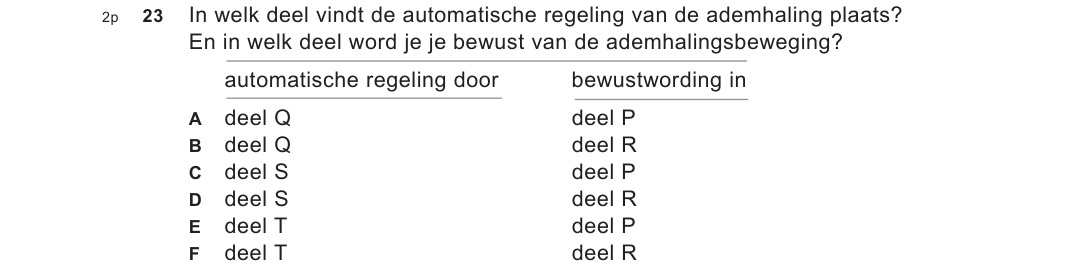 2p 23 In welk deel vindt de automatische regeling van de ademhaling plaats?
En in welk deel word je je bewust van de ademhalingsbeweging?
automatische regeling door bewustwording in
A deel Q deel P
B deel Q deel R
C deel S deel P
D deel S deel R
E deel T deel P
F deel T deel R